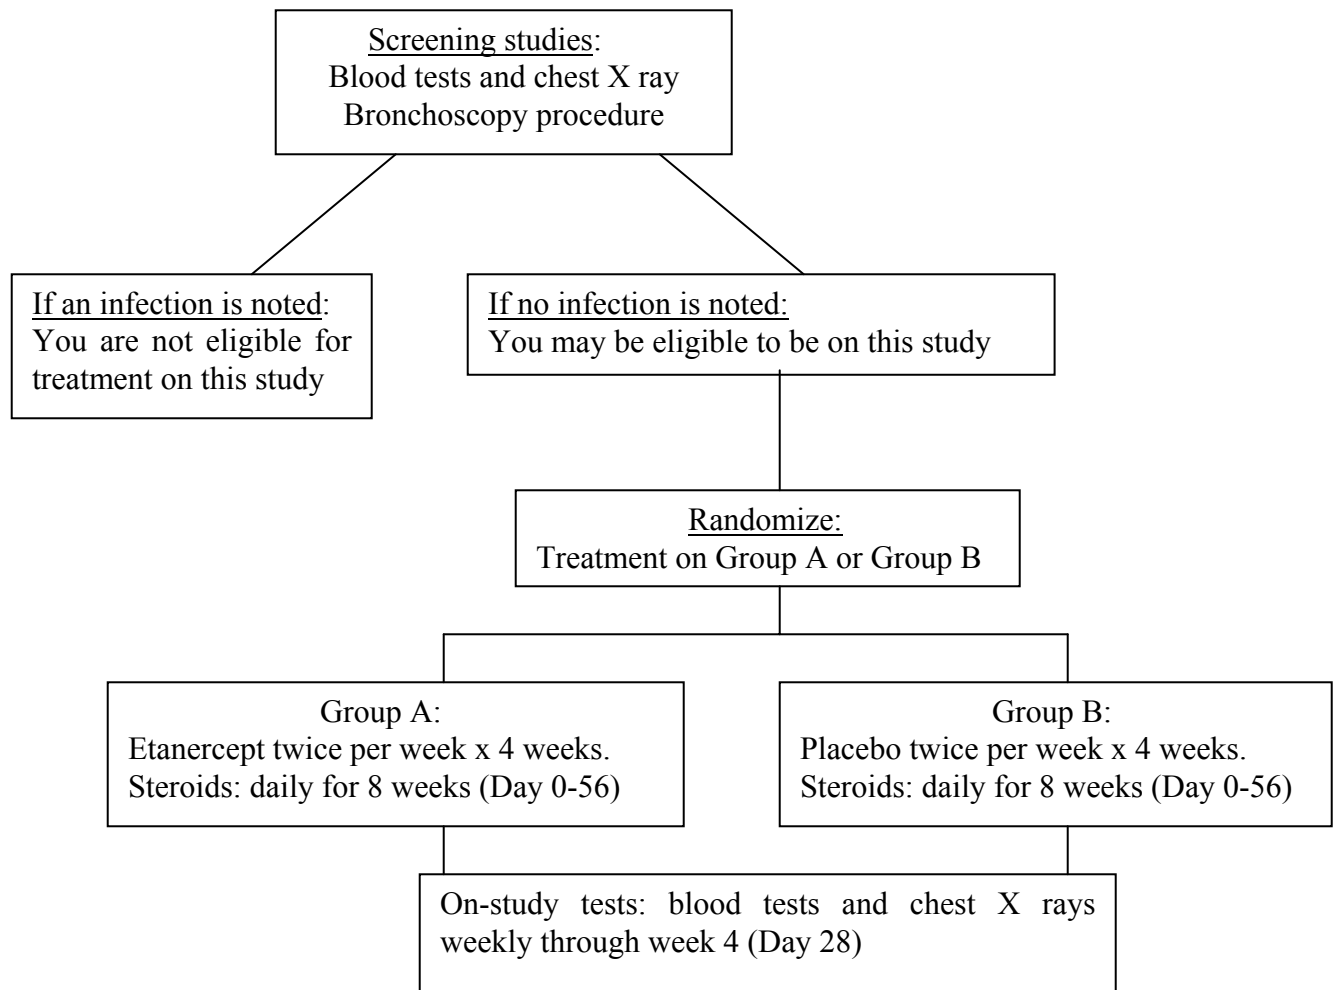 Screening studies:
Blood tests and chest X ray
Bronchoscopy procedure
If an infection is noted:
You are not eligible for
treatment on this study
If no infection is noted:
You may be eligible to be on this study
Randomize:
Treatment on Group A or Group B
Group A:
Etanercept twice per week x 4 weeks.
Steroids: daily for 8 weeks (Day 0-56)
Group B:
Placebo twice per week x 4 weeks.
Steroids: daily for 8 weeks (Day 0-56)
On-study tests: blood tests and chest X rays
weekly through week 4 (Day 28)